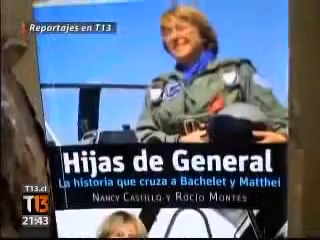 Reportajes en T13
Hijas de General
La historia que cruza a Bachelet y Matthei
NANCY CASTILLO Y ROCÍO MONTES
T13.cl
T13
21:43